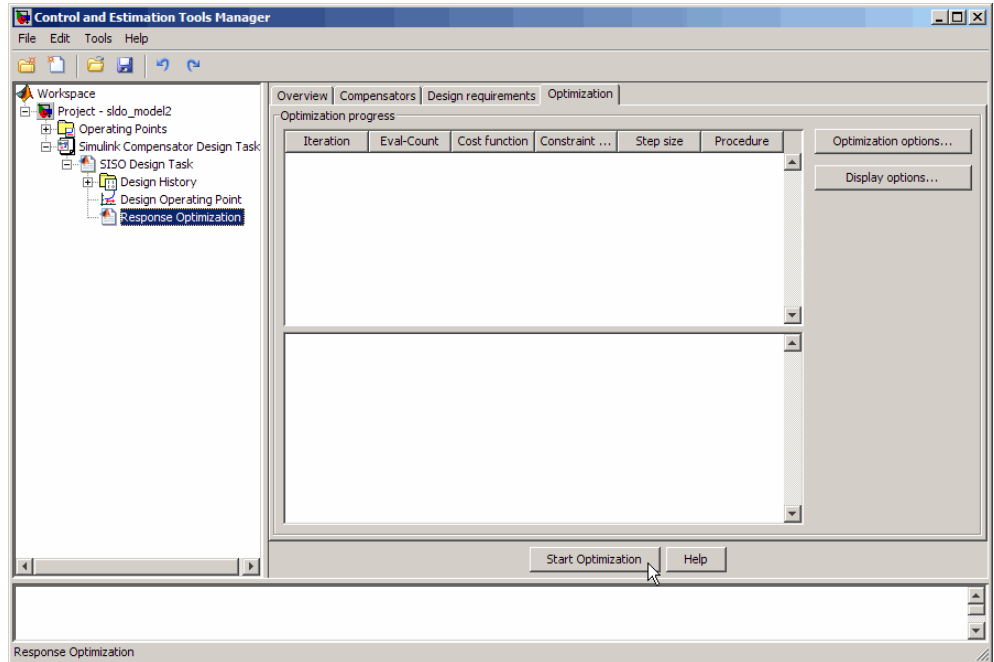 Control and Estimation Tools Manager
File Edit Tools Help
Workspace
Project - sldo_model2
Operating Points
Simulink Compensator Design Task
SISO Design Task
Design History
Design Operating Point
Response Optimization
Overview Compensators Design requirements Optimization
Optimization progress
Iteration Eval-Count Cost function Constraint ... Step size Procedure
Optimization options...
Display options...
Start Optimization Help
Response Optimization